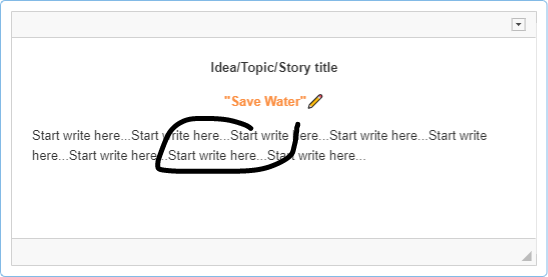 Idea/Topic/Story title
"Save Water"✏️
Start write here...Start write here...Start write here...Start write here...Start write
here...Start write here...Start write here...Start write here...